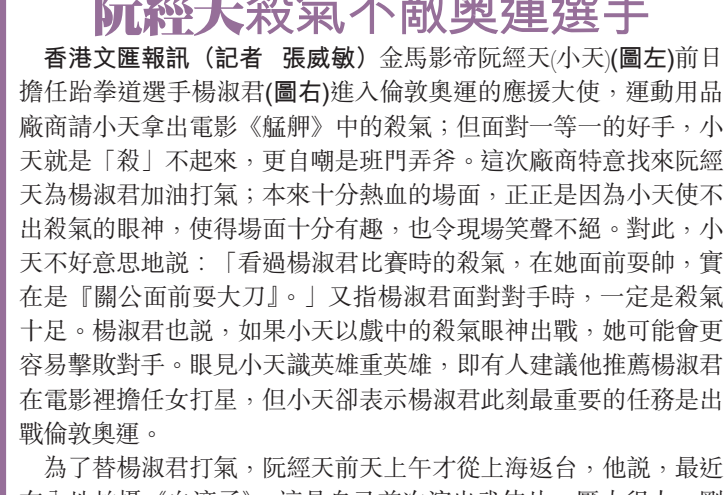 阮經天殺氣不敵奧運選手
香港文匯報訊（記者 張威敏）金馬影帝阮經天(小天)(圖左)前日
擔任跆拳道選手楊淑君(圖右)進入倫敦奧運的應援大使，運動用品
廠商請小天拿出電影《艋舺》中的殺氣；但面對一等一的好手，小
天就是「殺」不起來，更自嘲是班門弄斧。這次廠商特意找來阮經
天為楊淑君加油打氣；本來十分熱血的場面，正正是因為小天使不
出殺氣的眼神，使得場面十分有趣，也令現場笑聲不絕。對此，小
天不好意思地説：「看過楊淑君比賽時的殺氣，在她面前耍帥，實
在是『關公面前耍大刀』。」又指楊淑君面對對手時，一定是殺氣
十足。楊淑君也説，如果小天以戲中的殺氣眼神出戰，她可能會更
容易擊敗對手。眼見小天識英雄重英雄，即有人建議他推薦楊淑君
在電影裡擔任女打星，但小天卻表示楊淑君此刻最重要的任務是出
戰倫敦奧運。
為了替楊淑君打氣，阮經天前天上午才從上海返台，他説，最近